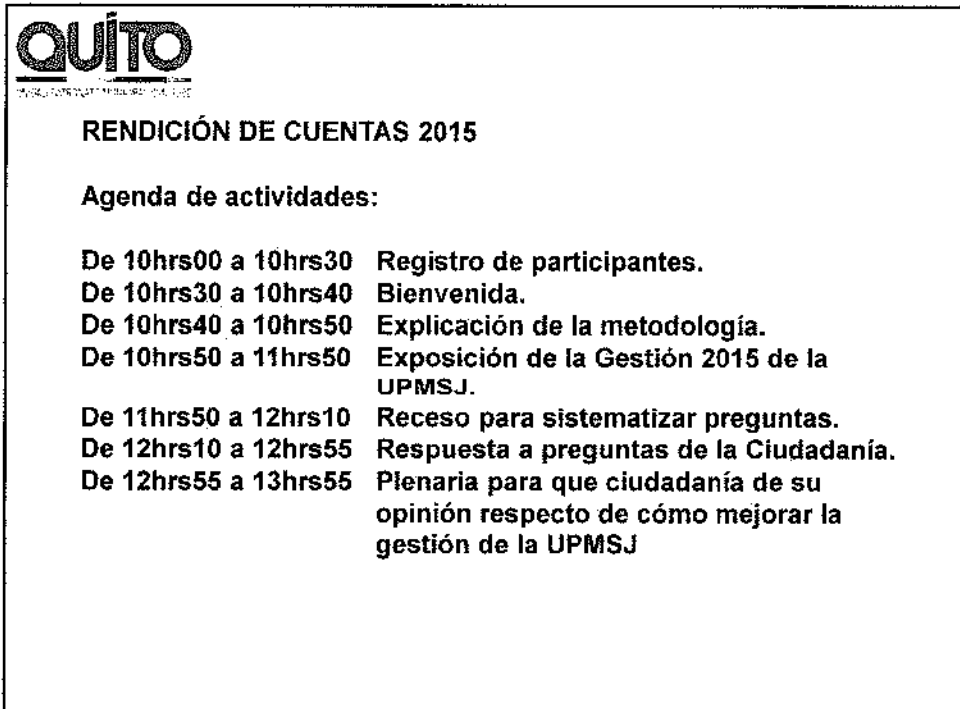 QUITO
RENDICIÓN DE CUENTAS 2015
Agenda de actividades:
De 10hrs00 a 10hrs30 Registro de participantes.
De 10hrs30 a 10hrs40 Bienvenida.
De 10hrs40 a 10hrs50 Explicación de la metodología.
De 10hrs50 a 11hrs50 Exposición de la Gestión 2015 de la
UPMSJ.
De 11hrs50 a 12hrs10 Receso para sistematizar preguntas.
De 12hrs10 a 12hrs55 Respuesta a preguntas de la Ciudadanía.
De 12hrs55 a 13hrs55 Plenaria para que ciudadanía de su
opinión respecto de cómo mejorar la
gestión de la UPMSJ